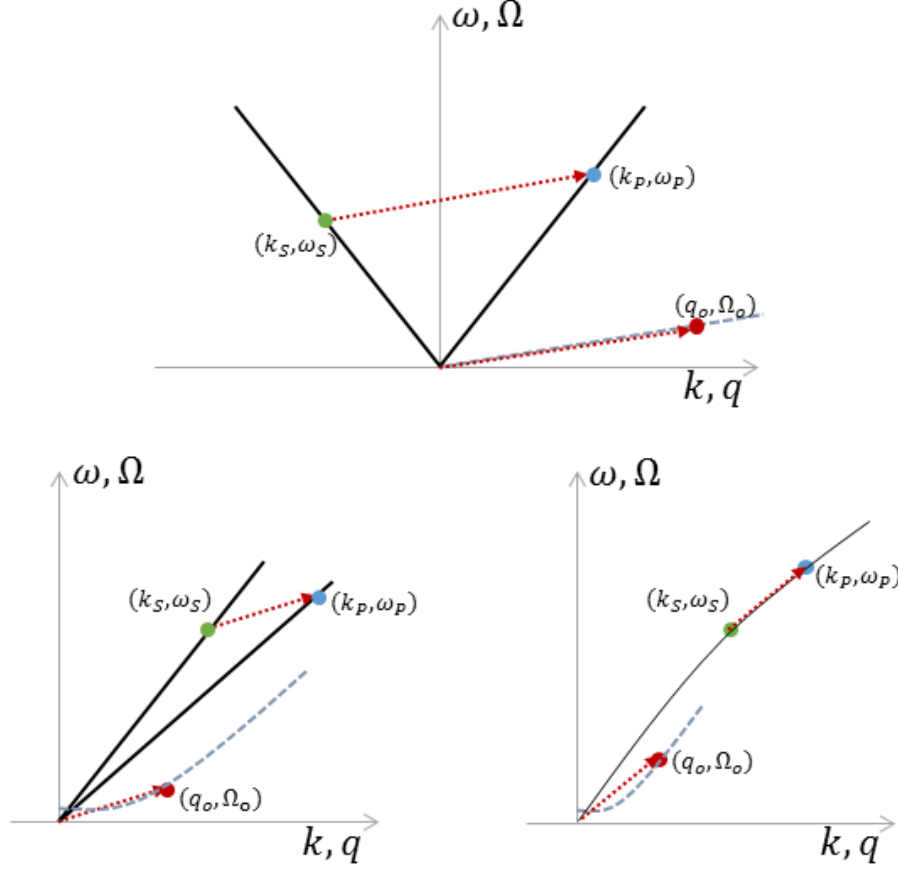 ω, Ω
(k_P, ω_P)
(k_S, ω_S)
(q_o, Ω_o)
k, q
ω, Ω
(k_S, ω_S)
(k_P, ω_P)
(q_o, Ω_o)
k, q
ω, Ω
(k_S, ω_S)
(k_P, ω_P)
(q_o, Ω_o)
k, q